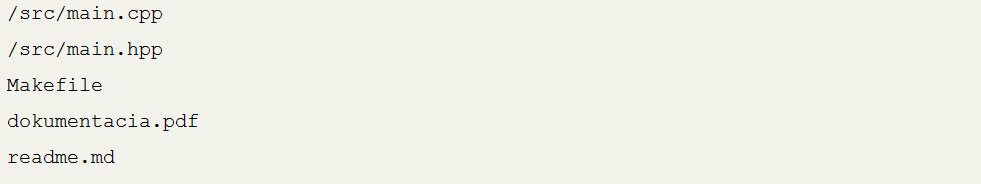 /src/main.cpp
/src/main.hpp
Makefile
dokumentacia.pdf
readme.md